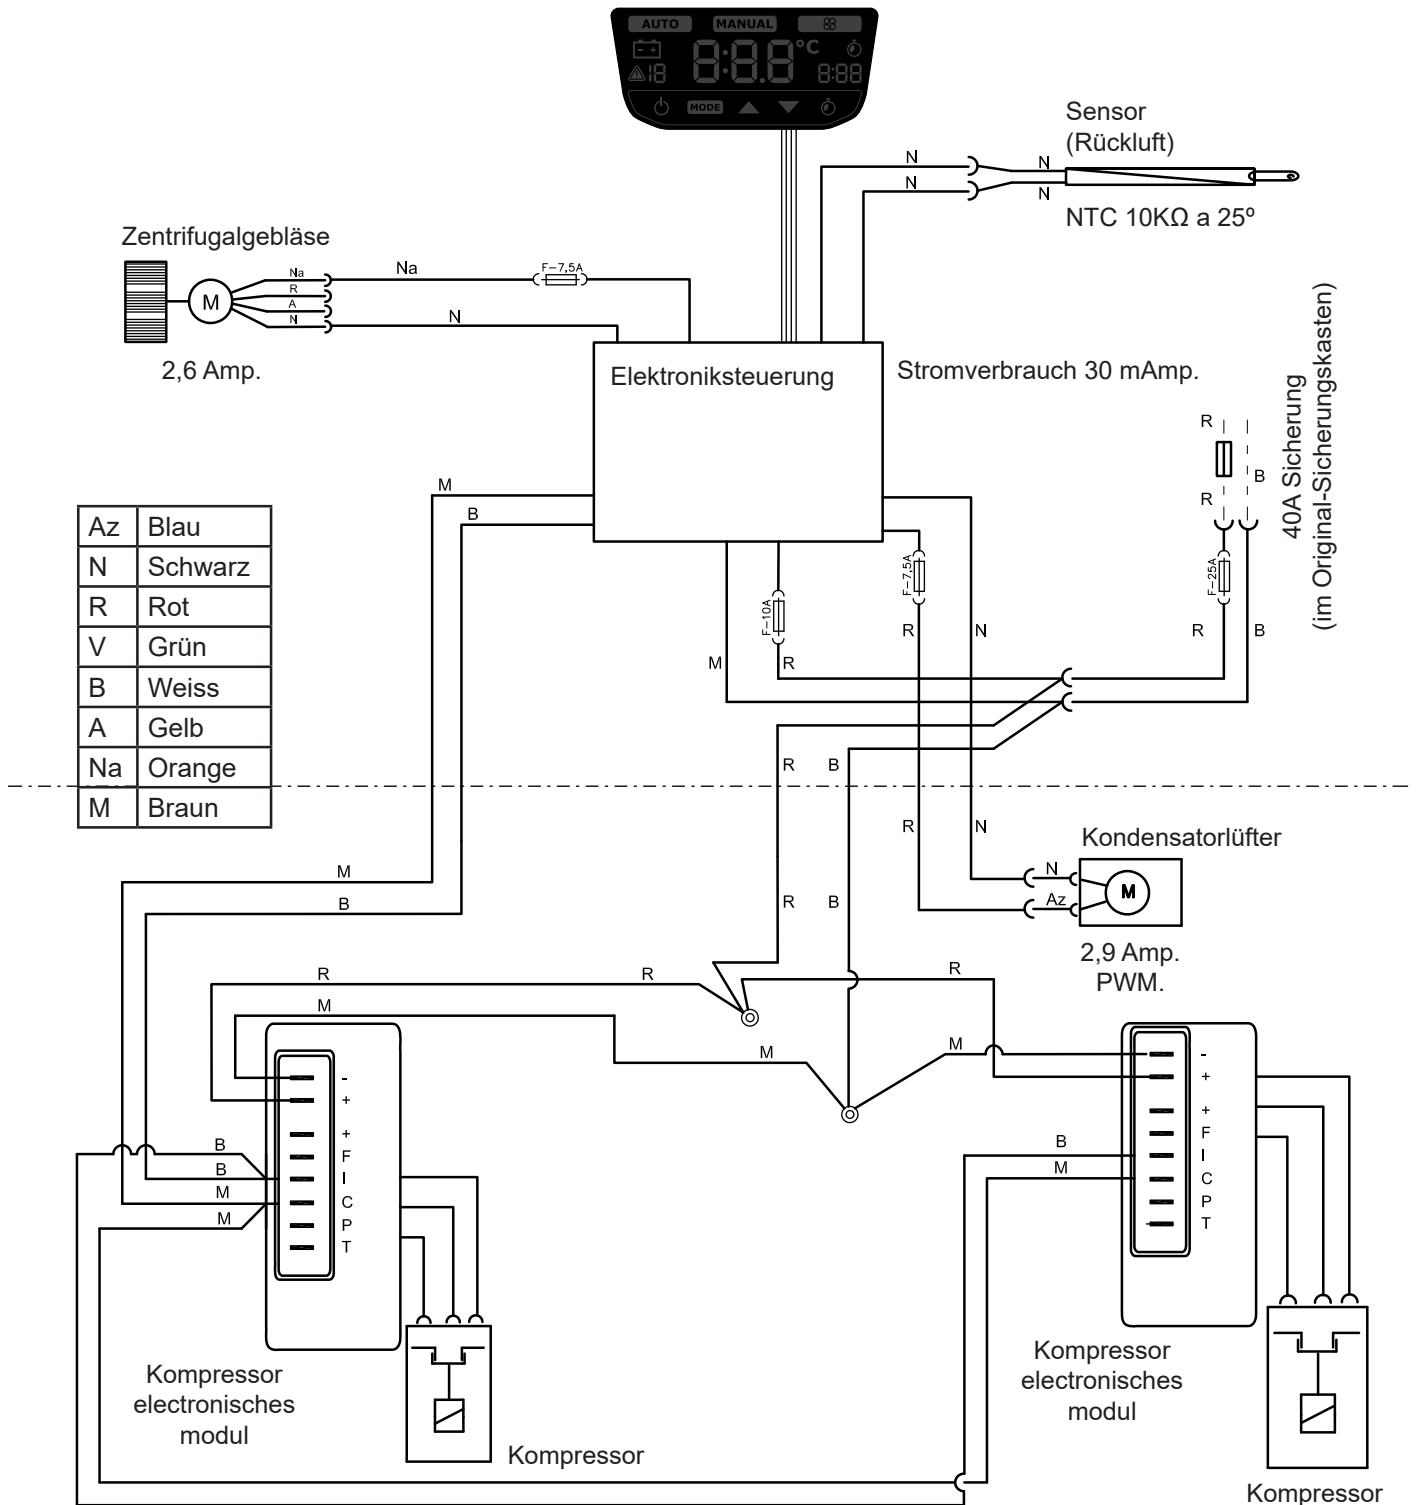 AUTO MANUAL
8:8.8 °C
18 8:88
MODE
Sensor
(Rückluft)
N N
N N
NTC 10KΩ a 25º
Zentrifugalgebläse
Na Na F-7,5A
R
A
N N
M
2,6 Amp.
Elektroniksteuerung
Stromverbrauch 30 mAmp.
40A Sicherung
(im Original-Sicherungskasten)
R
B
R
M
B
Az Blau
N Schwarz
R Rot
V Grün
B Weiss
A Gelb
Na Orange
M Braun
F-10A
F-7,5A
F-25A
R N R B
M R
R B
R N
Kondensatorlüfter
M
B
R B
N
Az
M
2,9 Amp.
PWM.
R R R
M
M M
-
+
+
F
I
C
P
T
B
B
M
M
-
+
+
F
I
C
P
T
B
M
Kompressor
electronisches
modul
Kompressor
Kompressor
electronisches
modul
Kompressor